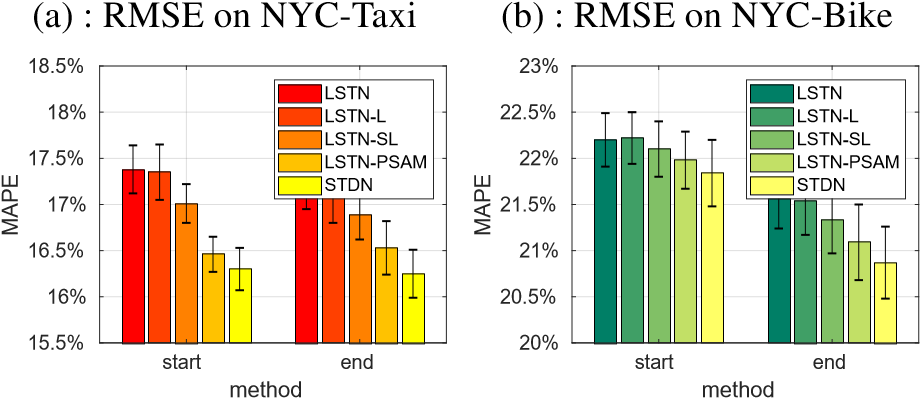 (a) : RMSE on NYC-Taxi
18.5%
18%
17.5%
17%
16.5%
16%
15.5%
MAPE
LSTN
LSTN-L
LSTN-SL
LSTN-PSAM
STDN
start
end
method
(b) : RMSE on NYC-Bike
23%
22.5%
22%
21.5%
21%
20.5%
20%
MAPE
LSTN
LSTN-L
LSTN-SL
LSTN-PSAM
STDN
start
end
method